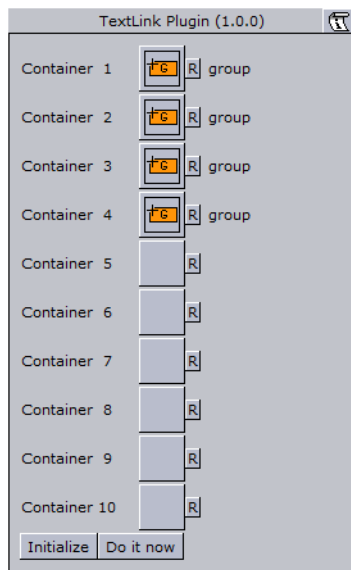 TextLink Plugin (1.0.0)
Container 1 G R group
Container 2 G R group
Container 3 G R group
Container 4 G R group
Container 5 R
Container 6 R
Container 7 R
Container 8 R
Container 9 R
Container 10 R
Initialize Do it now